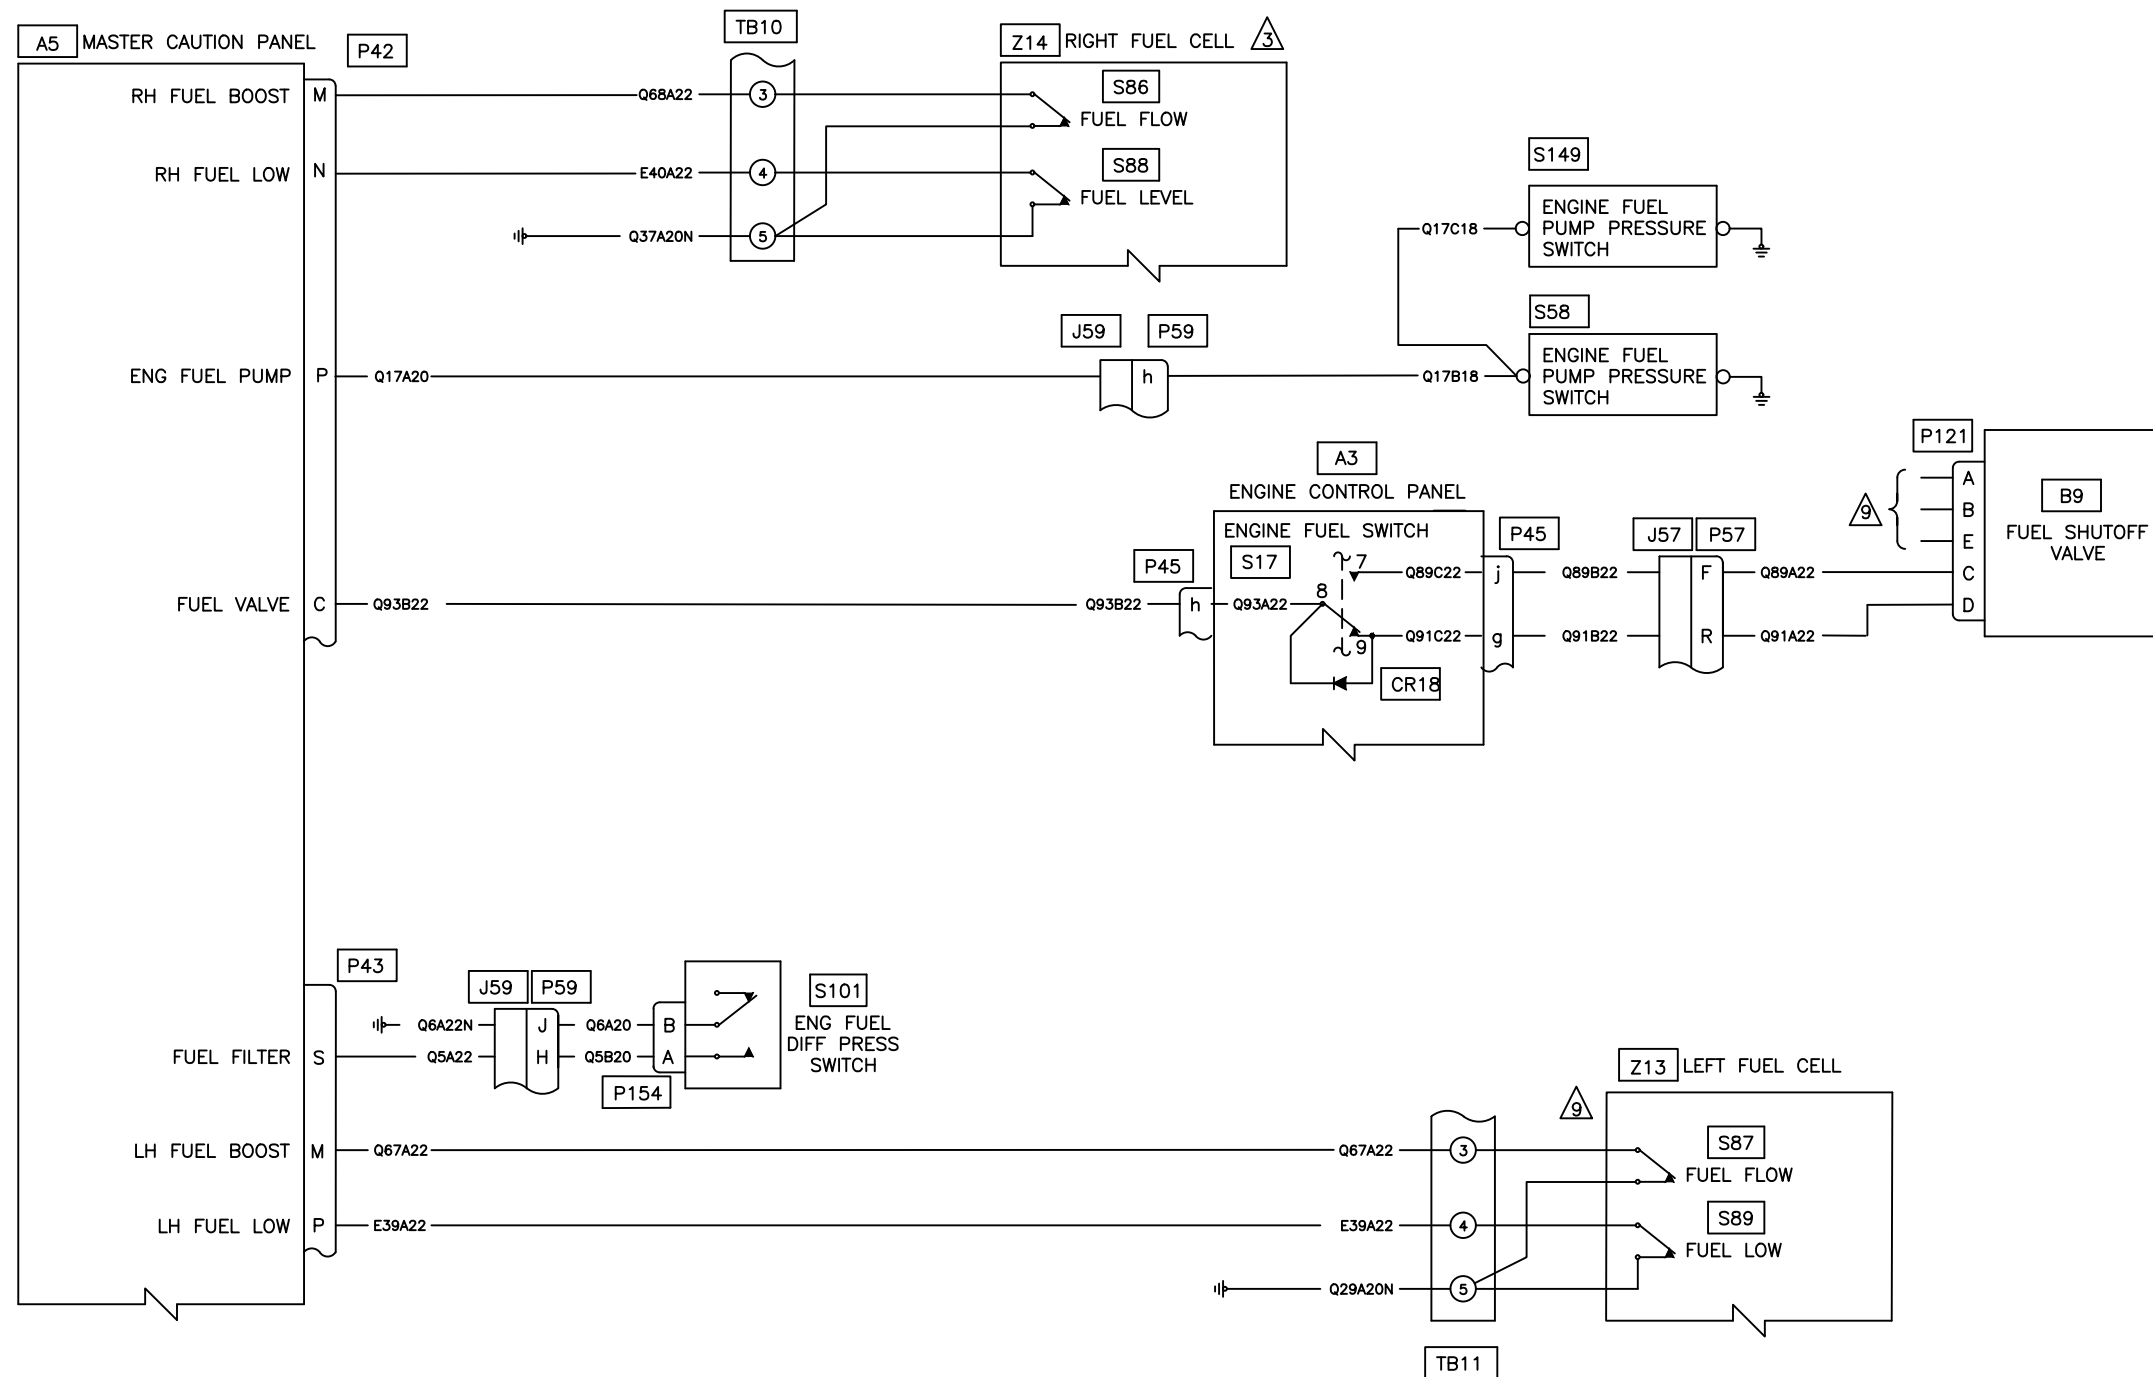 A5 MASTER CAUTION PANEL
P42
TB10
Z14 RIGHT FUEL CELL 3
RH FUEL BOOST M Q68A22 3
S86
FUEL FLOW
RH FUEL LOW N E40A22 4
S88
FUEL LEVEL
Q37A20N 5
S149
ENGINE FUEL
PUMP PRESSURE
SWITCH
Q17C18
S58
ENGINE FUEL
PUMP PRESSURE
SWITCH
J59 P59
ENG FUEL PUMP P Q17A20 h Q17B18
A3
ENGINE CONTROL PANEL
ENGINE FUEL SWITCH
P45 S17 P45 J57 P57
P121
A
B
E
C
D
9
B9
FUEL SHUTOFF
VALVE
7 Q89C22 j Q89B22 F Q89A22
FUEL VALVE C Q93B22 Q93B22 h Q93A22 8
9 Q91C22 g Q91B22 R Q91A22
CR18
P43
J59 P59
S101
ENG FUEL
DIFF PRESS
SWITCH
Q6A22N J Q6A20 B
FUEL FILTER S Q5A22 H Q5B20 A
P154
Z13 LEFT FUEL CELL
9
LH FUEL BOOST M Q67A22 Q67A22 3
S87
FUEL FLOW
LH FUEL LOW P E39A22 E39A22 4
S89
FUEL LOW
Q29A20N 5
TB11